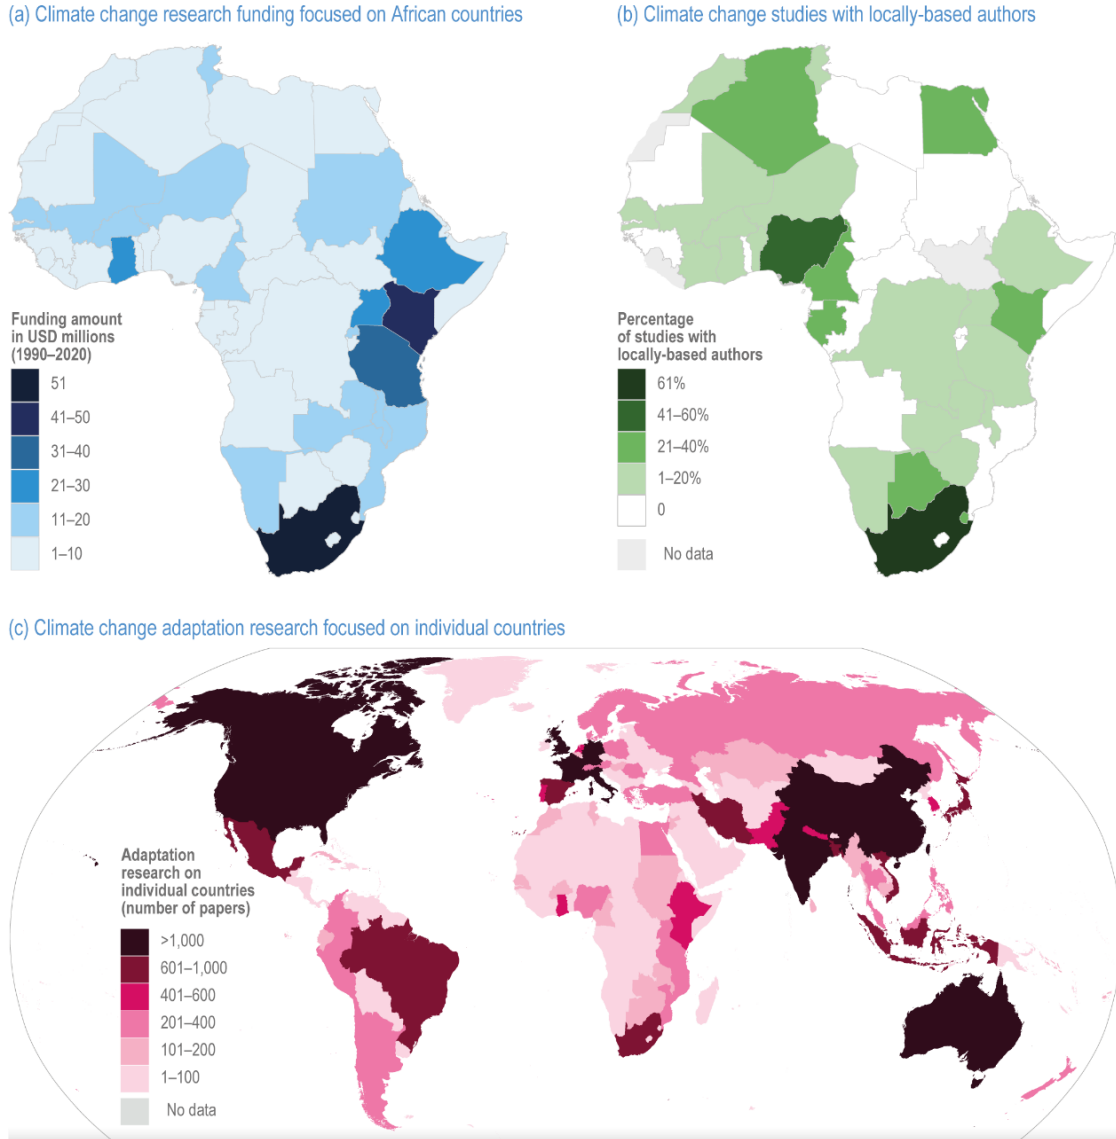 (a) Climate change research funding focused on African countries
Funding amount
in USD millions
(1990–2020)
51
41–50
31–40
21–30
11–20
1–10
(b) Climate change studies with locally-based authors
Percentage
of studies with
locally-based authors
61%
41–60%
21–40%
1–20%
0
No data
(c) Climate change adaptation research focused on individual countries
Adaptation
research on
individual countries
(number of papers)
>1,000
601–1,000
401–600
201–400
101–200
1–100
No data